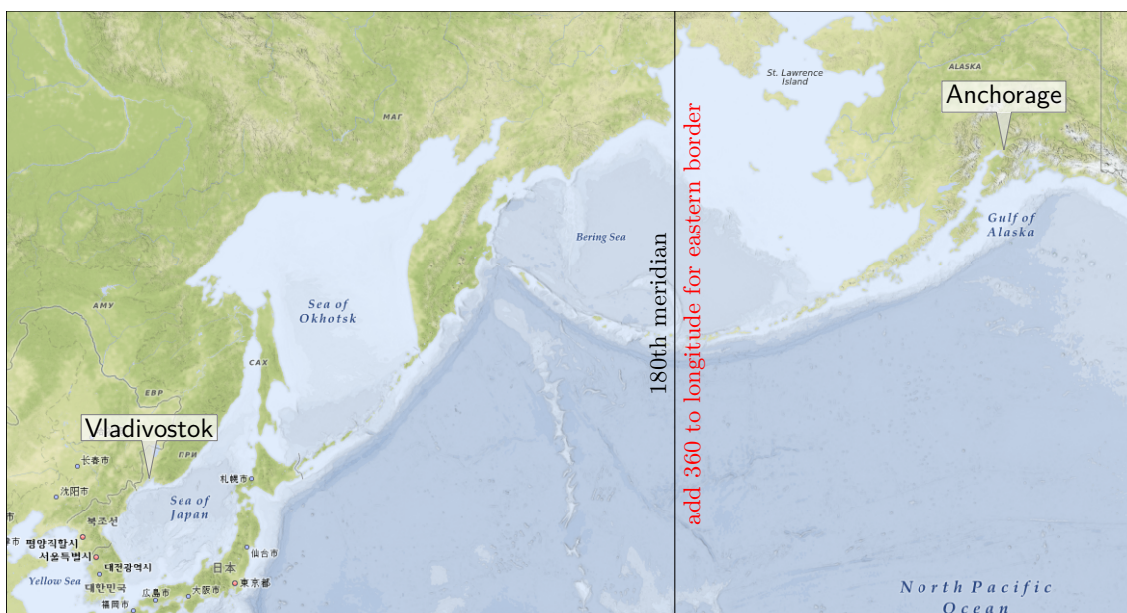 St. Lawrence
Island
ALASKA
Anchorage
МАГ
Gulf of
Alaska
Bering Sea
180th meridian
add 360 to longitude for eastern border
Sea of
Okhotsk
АМУ
САХ
ЕВР
Vladivostok
ПРИ
长春市
札幌市
沈阳市
Sea of
Japan
북조선
평양직할시
서울특별시
仙台市
대전광역시
日本
Yellow Sea
대한민국
東京都
広島市
大阪市
福岡市
North Pacific
Ocean